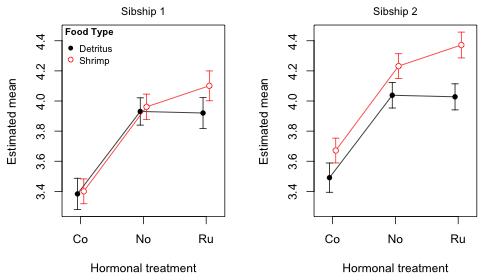 Sibship 1
Food Type
Detritus
Shrimp
Estimated mean
4.4
4.2
4.0
3.8
3.6
3.4
Co No Ru
Hormonal treatment
Sibship 2
Estimated mean
4.4
4.2
4.0
3.8
3.6
3.4
Co No Ru
Hormonal treatment